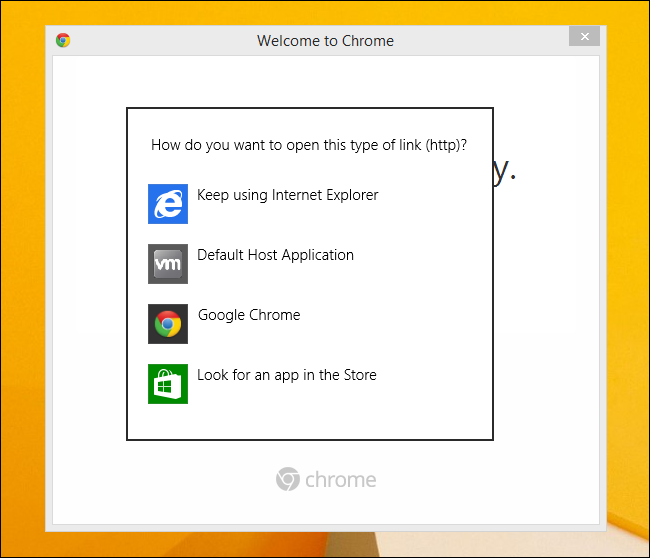 Welcome to Chrome
How do you want to open this type of link (http)?
y.
Keep using Internet Explorer
vm
Default Host Application
Google Chrome
Look for an app in the Store
chrome